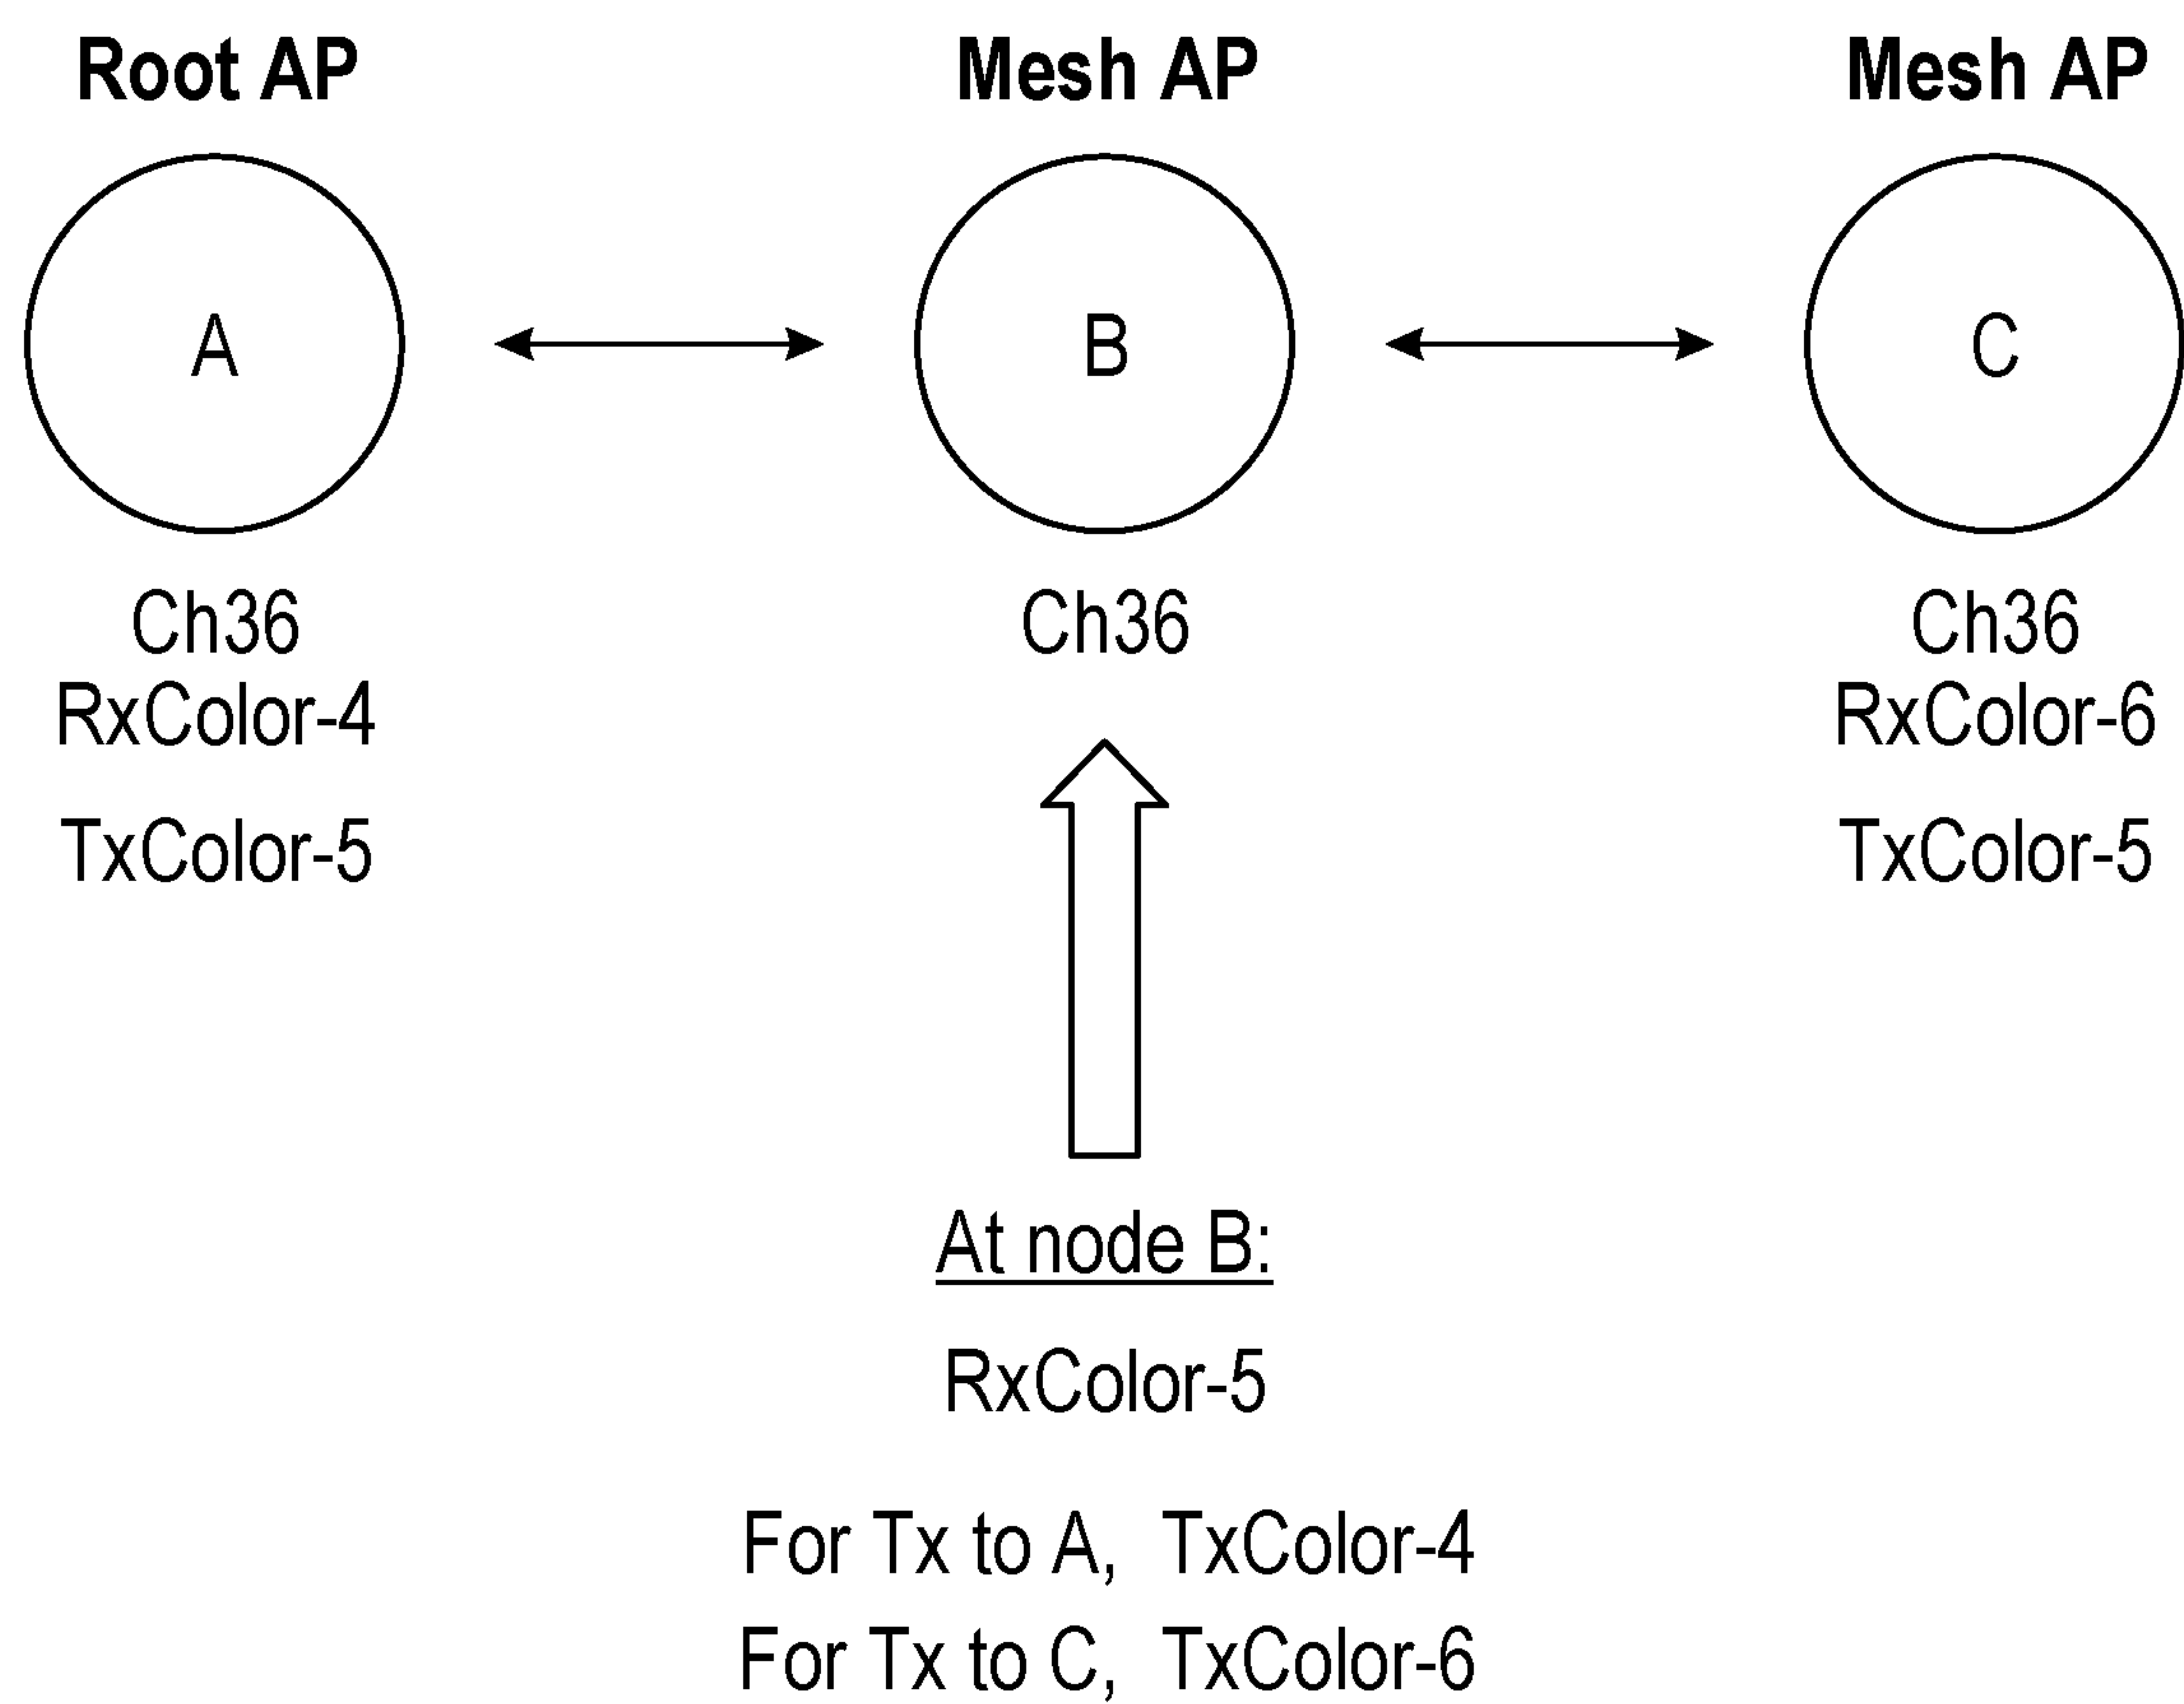 Root AP
Mesh AP
Mesh AP
A
B
C
Ch36
RxColor-4
TxColor-5
Ch36
Ch36
RxColor-6
TxColor-5
At node B:
RxColor-5
For Tx to A, TxColor-4
For Tx to C, TxColor-6